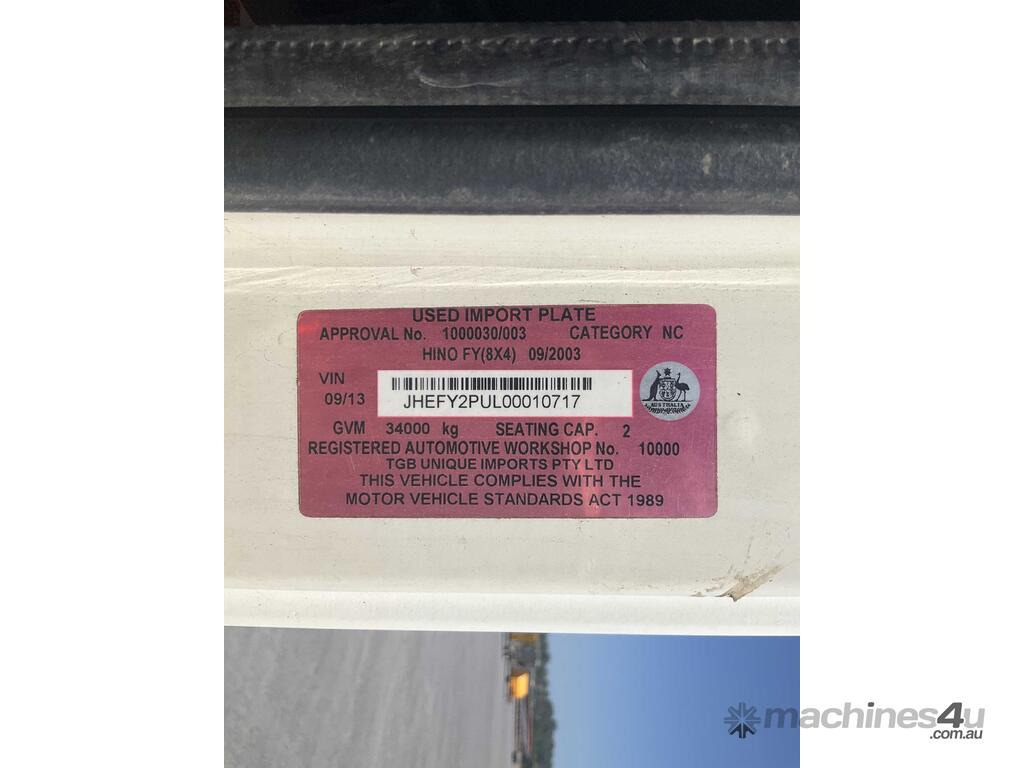 USED IMPORT PLATE
APPROVAL No. 1000030/003 CATEGORY NC
HINO FY(8X4) 09/2003
VIN
09/13 JHEFY2PUL00010717
AUSTRALIA
GVM 34000 kg SEATING CAP. 2
REGISTERED AUTOMOTIVE WORKSHOP No. 10000
TGB UNIQUE IMPORTS PTY LTD
THIS VEHICLE COMPLIES WITH THE
MOTOR VEHICLE STANDARDS ACT 1989
machines4u
.com.au